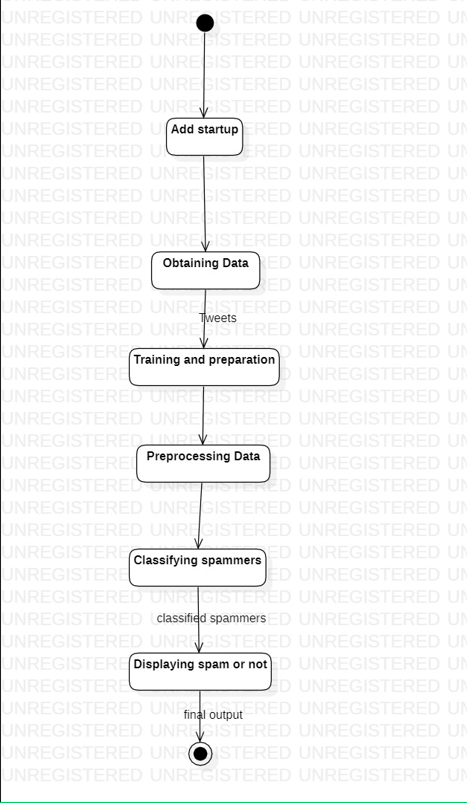 Add startup
Obtaining Data
Tweets
Training and preparation
Preprocessing Data
Classifying spammers
classified spammers
Displaying spam or not
final output
UNREGISTERED